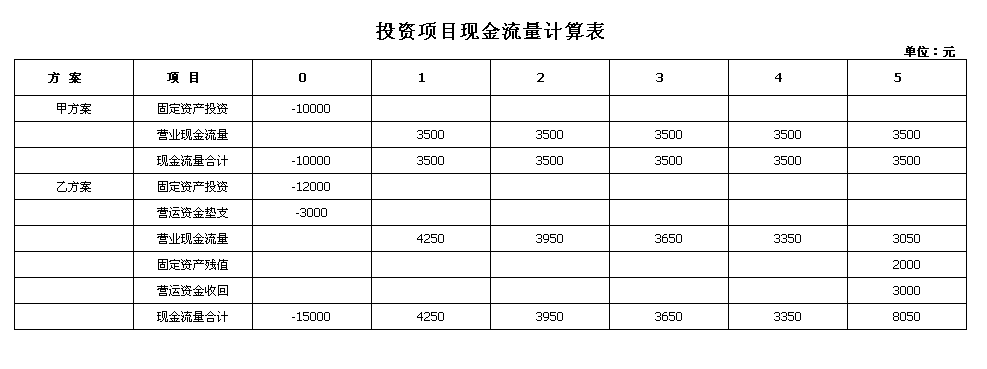 投资项目现金流量计算表
单位：元
方 案 项 目 0 1 2 3 4 5
甲方案 固定资产投资 -10000
营业现金流量 3500 3500 3500 3500 3500
现金流量合计 -10000 3500 3500 3500 3500 3500
乙方案 固定资产投资 -12000
营运资金垫支 -3000
营业现金流量 4250 3950 3650 3350 3050
固定资产残值 2000
营运资金收回 3000
现金流量合计 -15000 4250 3950 3650 3350 8050